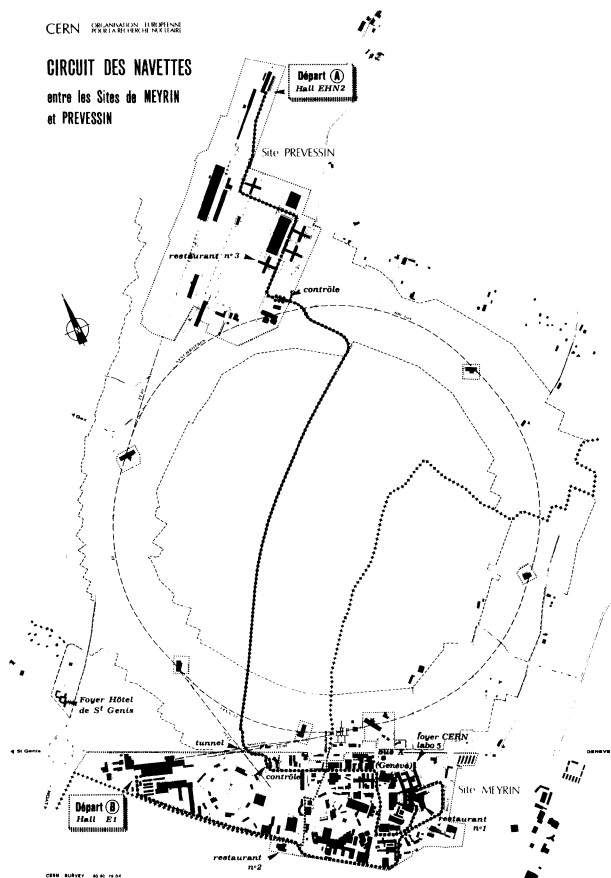 CERN ORGANISATION EUROPEENNE
POUR LA RECHERCHE NUCLEAIRE
CIRCUIT DES NAVETTES
entre les Sites de MEYRIN
et PREVESSIN
Départ A
Hall EHN2
Site PREVESSIN
restaurant n°3
contrôle
Foyer Hôtel
de St Genis
tunnel
St Genis
contrôle
foyer CERN
labo 5
(Genève)
GENEVE
Site MEYRIN
Départ B
Hall E1
restaurant
n°1
restaurant
n°2
CERN SURVEY